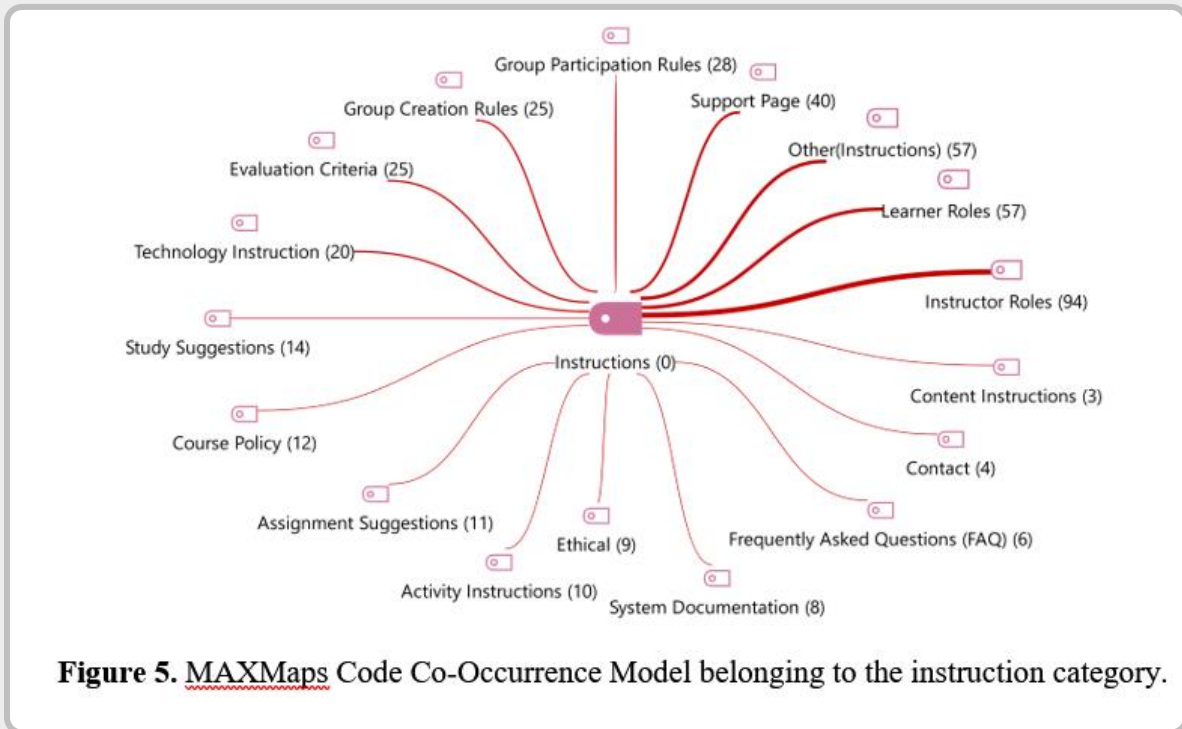 Group Participation Rules (28)
Support Page (40)
Group Creation Rules (25)
Other(Instructions) (57)
Evaluation Criteria (25)
Learner Roles (57)
Technology Instruction (20)
Instructor Roles (94)
Study Suggestions (14)
Instructions (0)
Content Instructions (3)
Course Policy (12)
Contact (4)
Assignment Suggestions (11)
Frequently Asked Questions (FAQ) (6)
Ethical (9)
Activity Instructions (10)
System Documentation (8)
Figure 5. MAXMaps Code Co-Occurrence Model belonging to the instruction category.